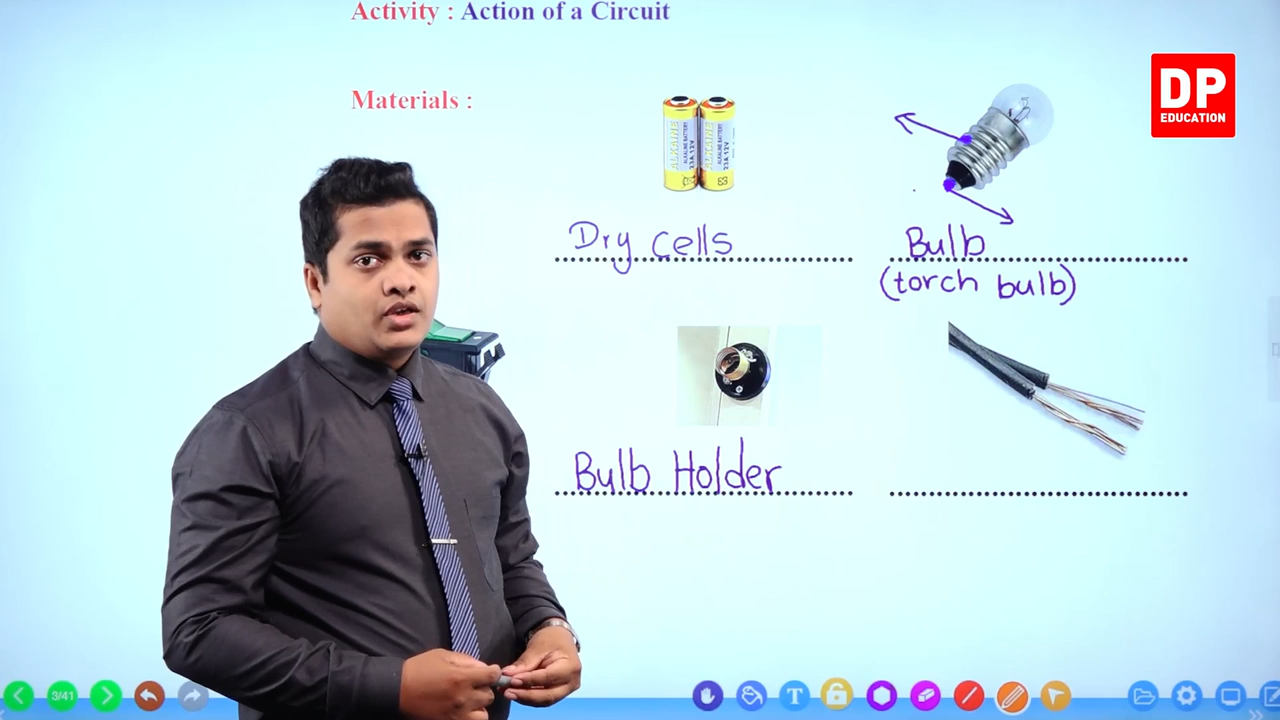 Activity : Action of a Circuit
DP
EDUCATION
Materials :
Dry cells
Bulb
(torch bulb)
Bulb Holder
3/41
T